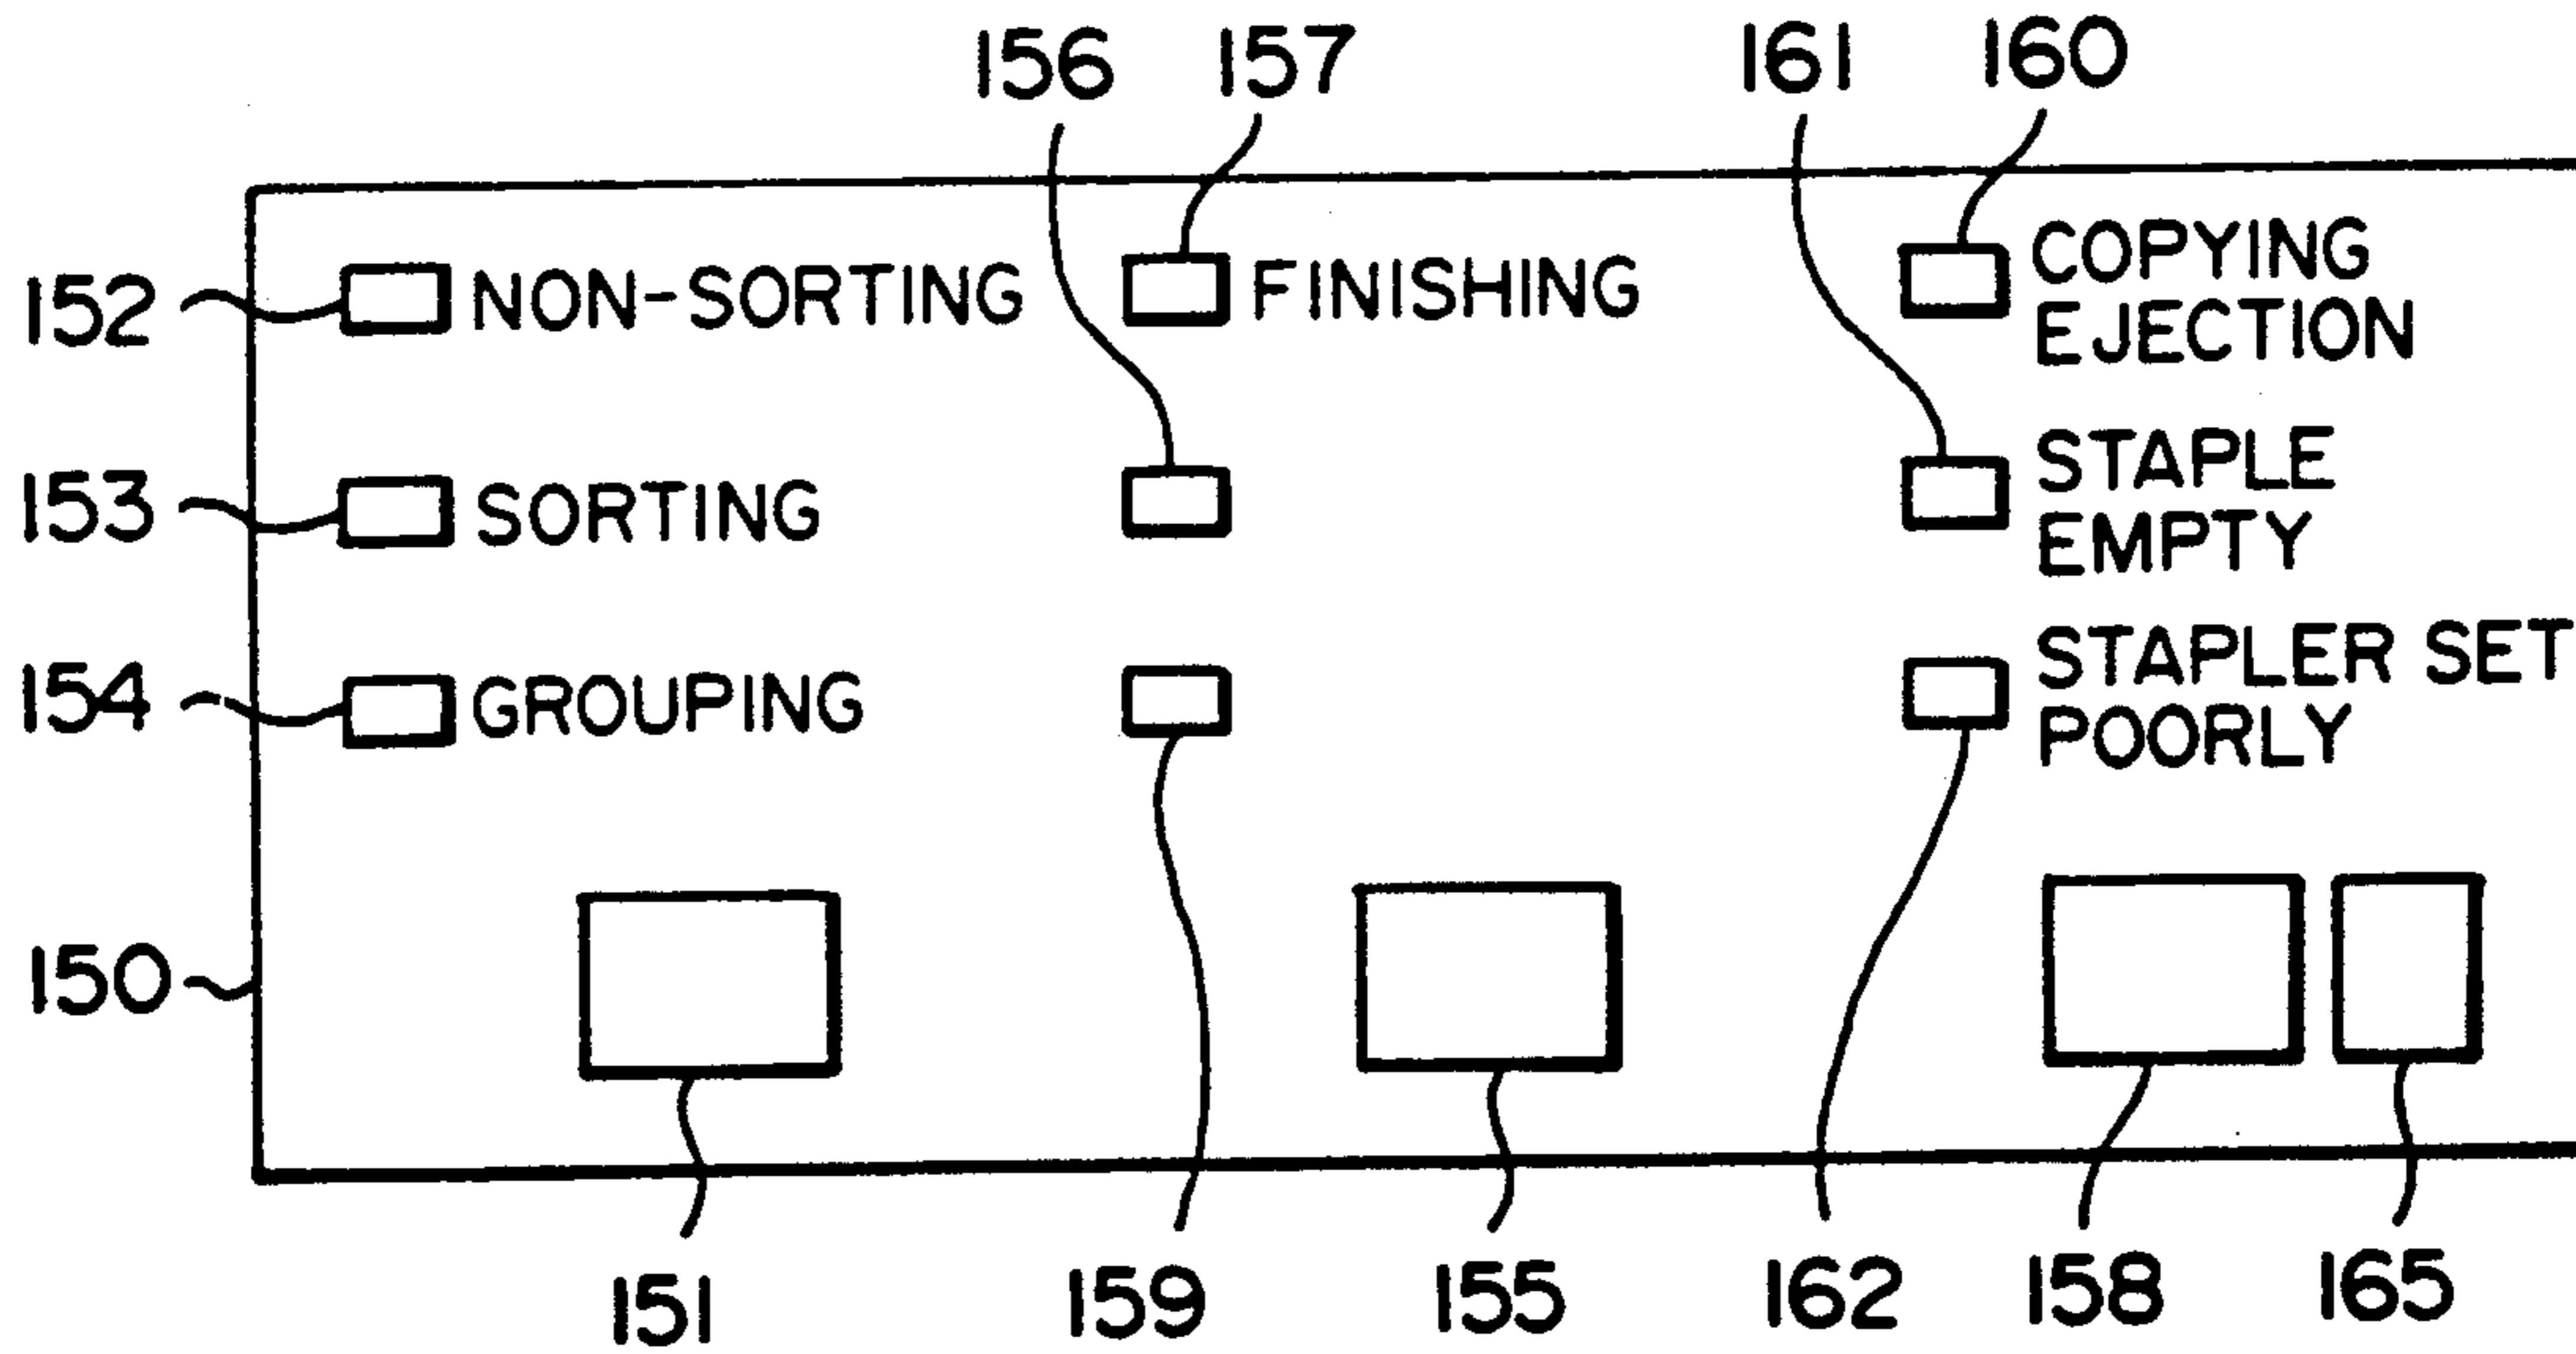 156 157 161 160
152 NON-SORTING FINISHING COPYING
EJECTION
153 SORTING STAPLE
EMPTY
154 GROUPING STAPLER SET
POORLY
150
151 159 155 162 158 165